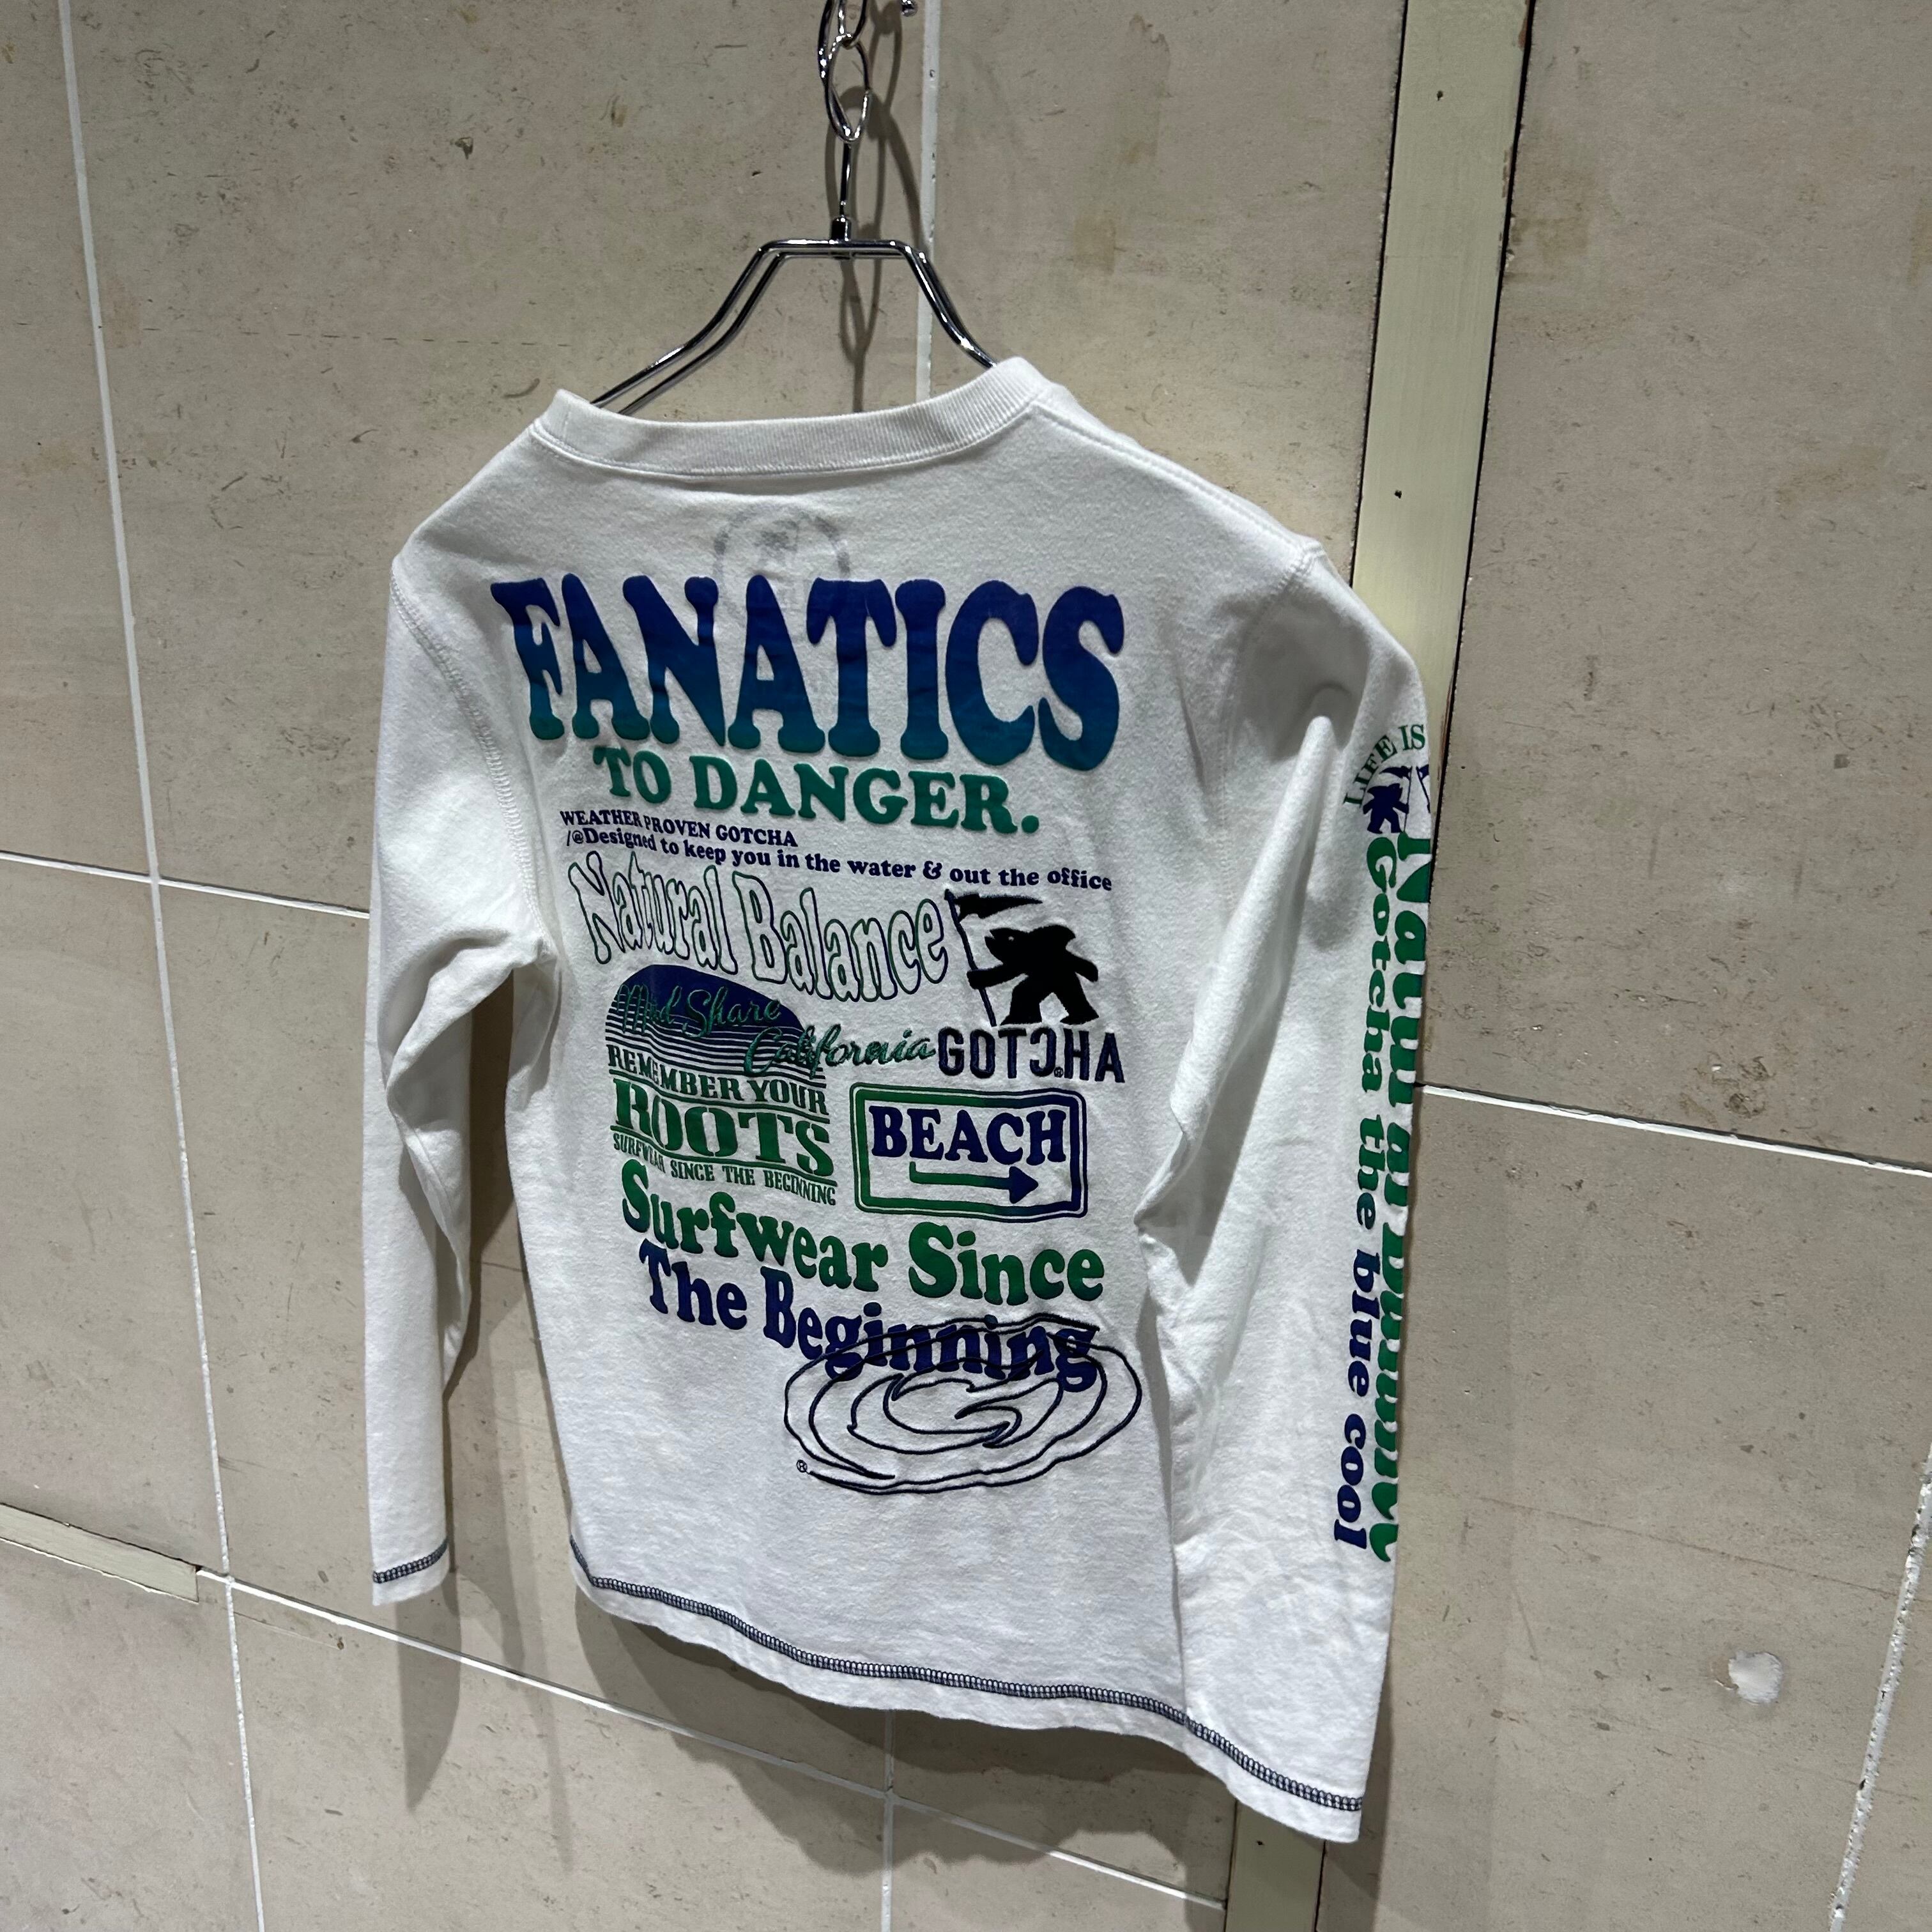 FANATICS
TO DANGER.
WEATHER PROVEN GOTCHA
/@Designed to keep you in the water & out the office
Natural Balance
Mind Share
California
GOTCHA
REMEMBER YOUR
ROOTS
SURFWEAR SINCE THE BEGINNING
BEACH
Surfwear Since
The Beginning
®
LIFE IS
Gotcha the blue cool